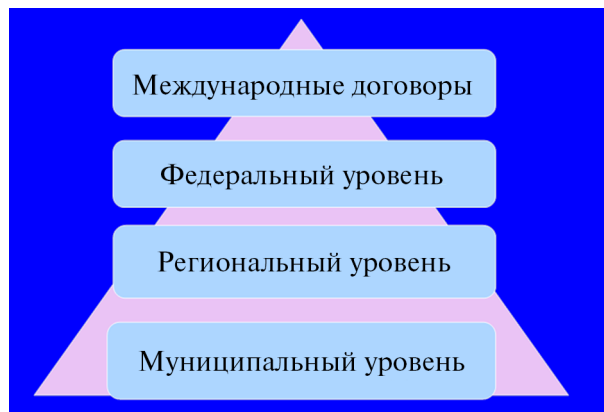 Международные договоры
Федеральный уровень
Региональный уровень
Муниципальный уровень